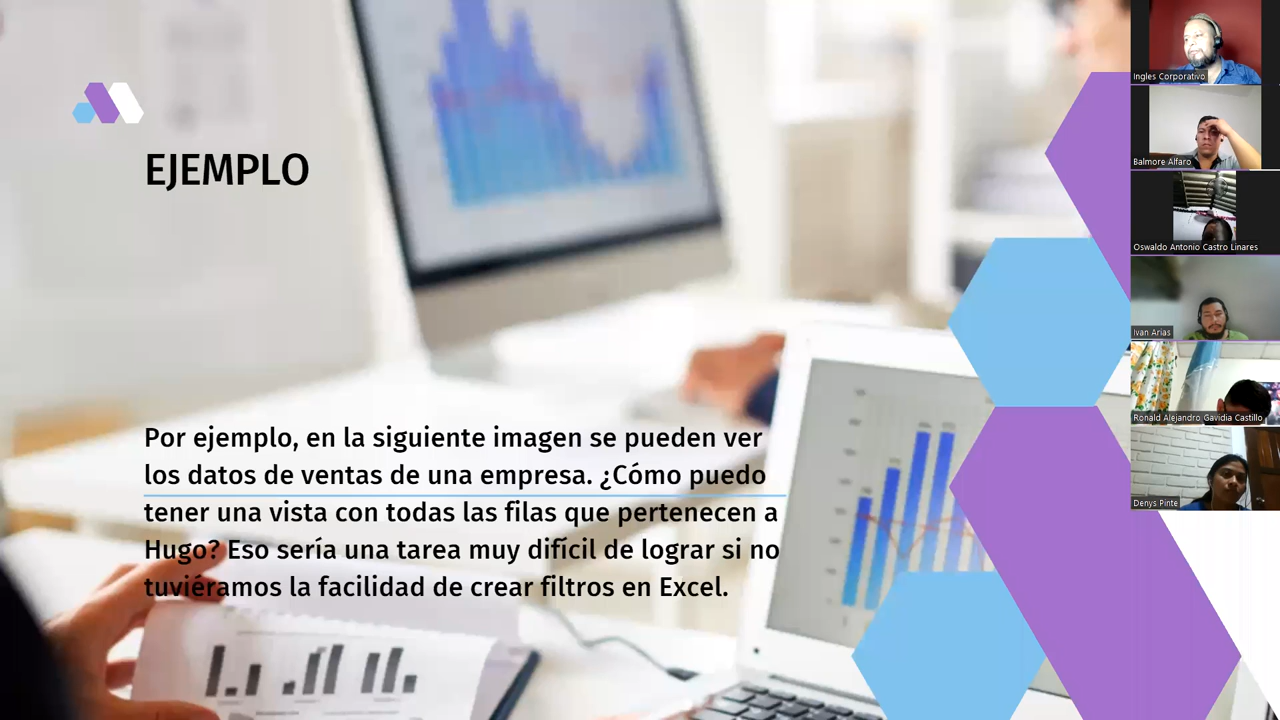 EJEMPLO
Por ejemplo, en la siguiente imagen se pueden ver
los datos de ventas de una empresa. ¿Cómo puedo
tener una vista con todas las filas que pertenecen a
Hugo? Eso sería una tarea muy difícil de lograr si no
tuviéramos la facilidad de crear filtros en Excel.
Ingles Corporativo
Balmore Alfaro
Oswaldo Antonio Castro Linares
Ivan Arias
Ronald Alejandro Gavidia Castillo
Denys Pinte